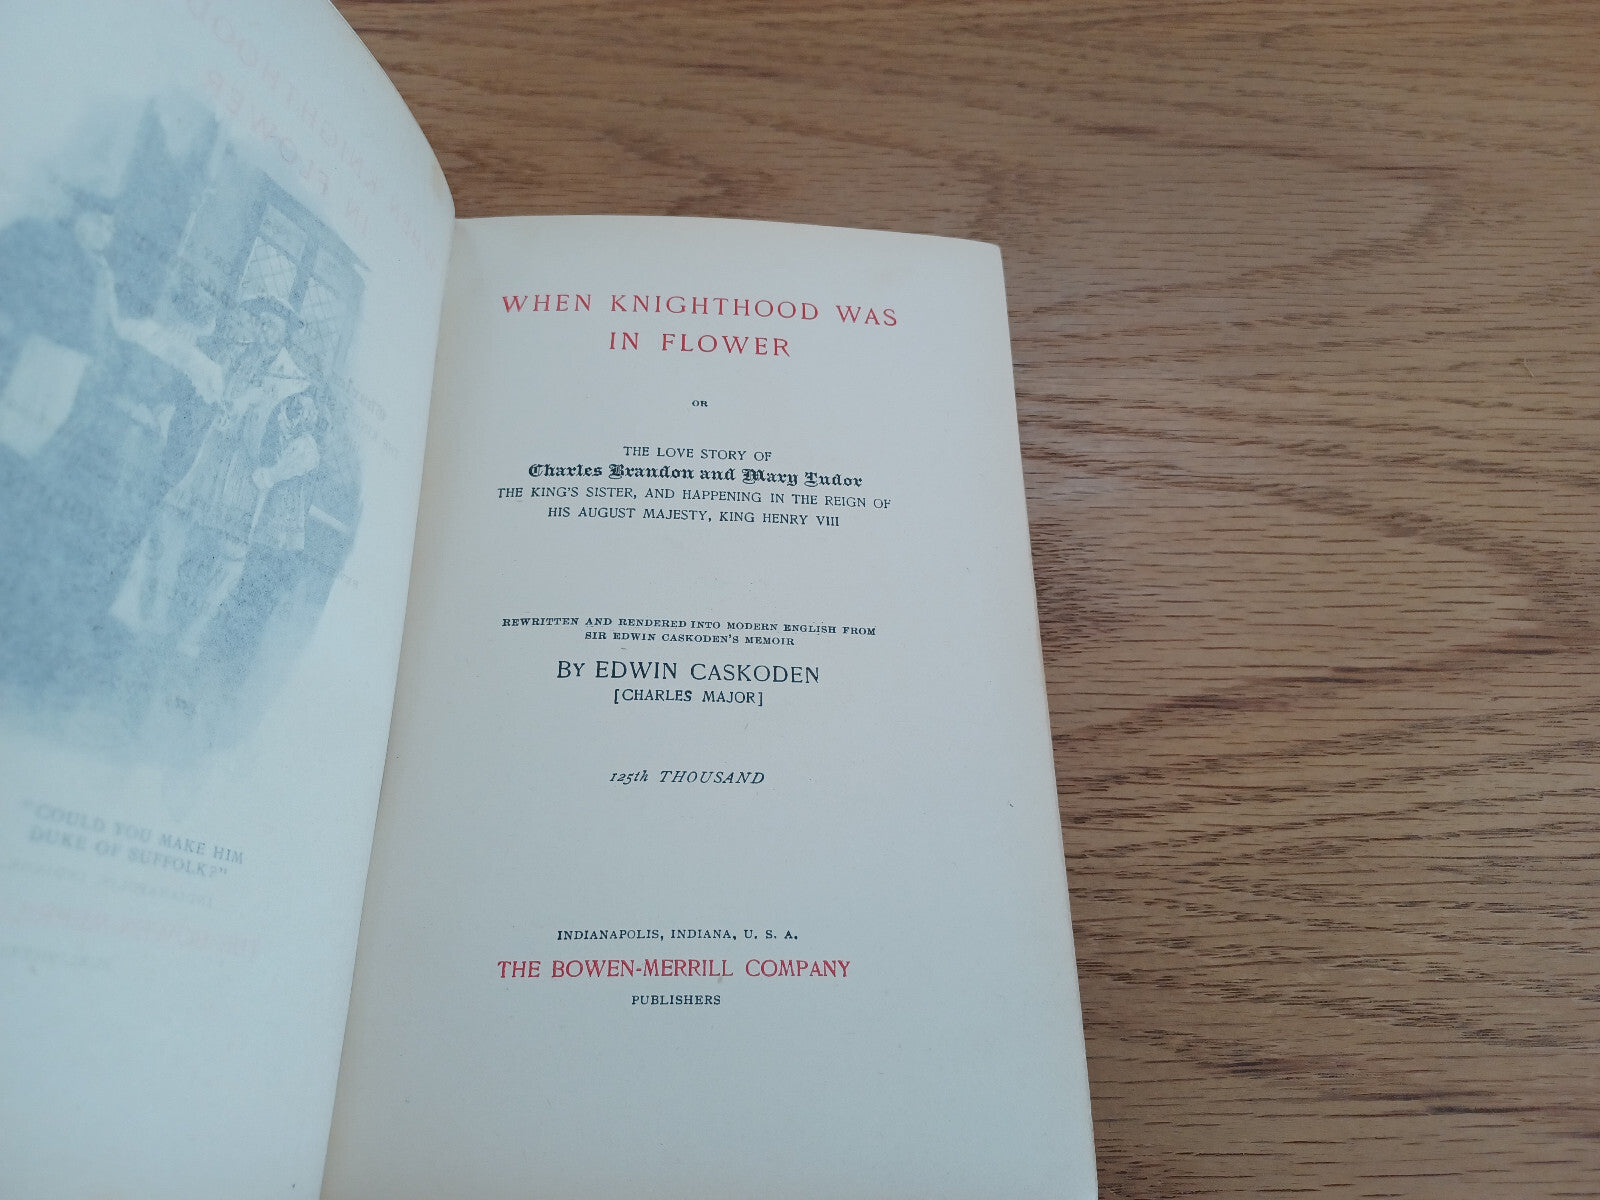 "COULD YOU MAKE HIM
DUKE OF SUFFOLK?"
WHEN KNIGHTHOOD WAS
IN FLOWER
OR
THE LOVE STORY OF
Charles Brandon and Mary Tudor
THE KING'S SISTER, AND HAPPENING IN THE REIGN OF
HIS AUGUST MAJESTY, KING HENRY VIII
REWRITTEN AND RENDERED INTO MODERN ENGLISH FROM
SIR EDWIN CASKODEN'S MEMOIR
BY EDWIN CASKODEN
[CHARLES MAJOR]
125th THOUSAND
INDIANAPOLIS, INDIANA, U. S. A.
THE BOWEN-MERRILL COMPANY
PUBLISHERS